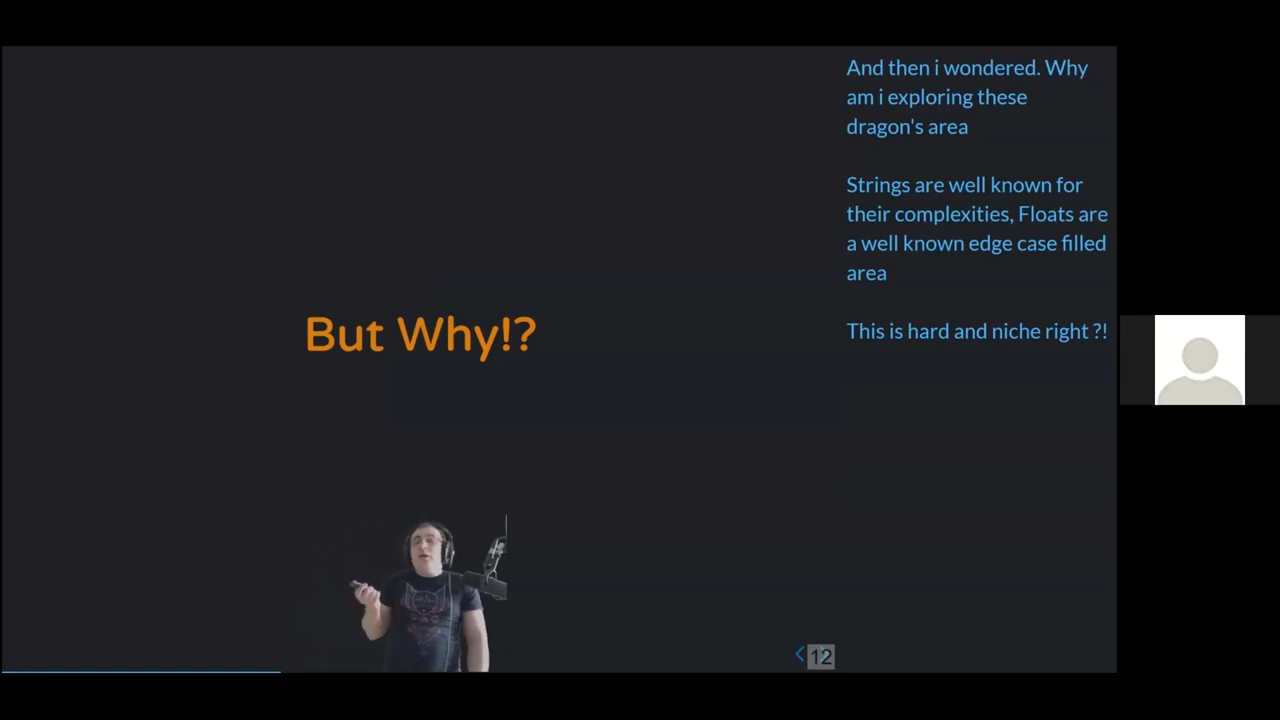 And then i wondered. Why
am i exploring these
dragon's area
Strings are well known for
their complexities, Floats are
a well known edge case filled
area
This is hard and niche right ?!
But Why!?
12